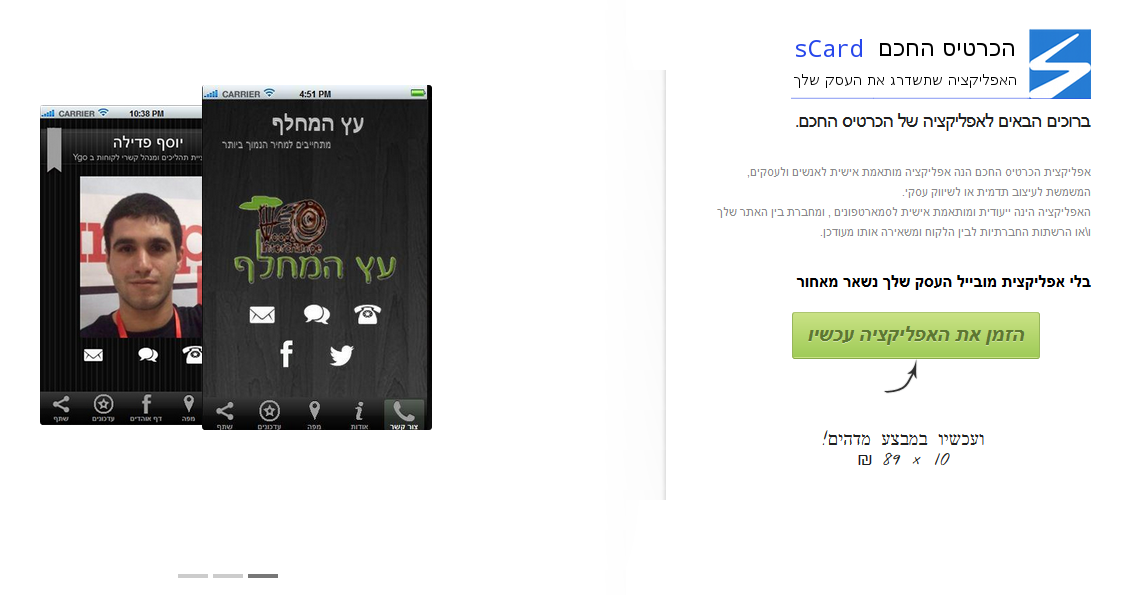 הכרטיס החכם sCard
האפליקציה שתשדרג את העסק שלך
ברוכים הבאים לאפליקציה של הכרטיס החכם.
אפליקצית הכרטיס החכם הנה אפליקציה מותאמת אישית לאנשים ולעסקים,
המשמשת לעיצוב תדמית או לשיווק עסקי.
האפליקציה הינה ייעודית ומותאמת אישית לסמארטפונים , ומחברת בין האתר שלך
ו\או הרשתות החברתיות לבין הלקוח ומשאירה אותו מעודכן.
בלי אפליקצית מובייל העסק שלך נשאר מאחור
הזמן את האפליקציה עכשיו
ועכשיו במבצע מדהים!
10 x 89 ₪
CARRIER 10:38 PM
יוסף פדילה
יית תהליכים ומנהל קשרי לקוחות ב Ygo
שתף עדכונים דף אוהדים מפה
CARRIER 4:51 PM
עץ המחלף
מתחייבים למחיר הנמוך ביותר
Wood
Interchange
עץ המחלף
שתף עדכונים מפה אודות צור קשר